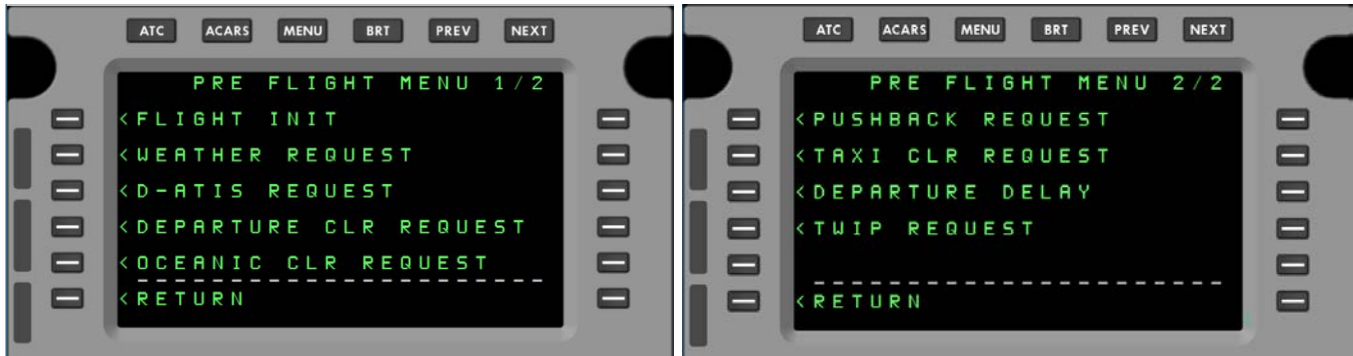 ATC ACARS MENU BRT PREV NEXT
PRE FLIGHT MENU 1/2
<FLIGHT INIT
<WEATHER REQUEST
<D-ATIS REQUEST
<DEPARTURE CLR REQUEST
<OCEANIC CLR REQUEST
<RETURN
ATC ACARS MENU BRT PREV NEXT
PRE FLIGHT MENU 2/2
<PUSHBACK REQUEST
<TAXI CLR REQUEST
<DEPARTURE DELAY
<TWIP REQUEST
<RETURN